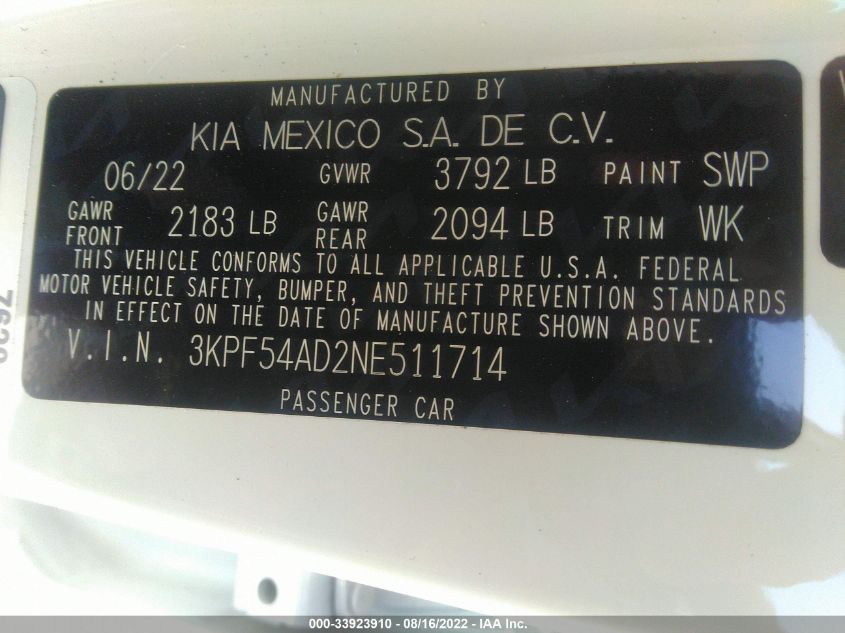 MANUFACTURED BY
KIA MEXICO S.A. DE C.V.
06/22 GVWR 3792 LB PAINT SWP
GAWR FRONT 2183 LB GAWR REAR 2094 LB TRIM WK
THIS VEHICLE CONFORMS TO ALL APPLICABLE U.S.A. FEDERAL
MOTOR VEHICLE SAFETY, BUMPER, AND THEFT PREVENTION STANDARDS
IN EFFECT ON THE DATE OF MANUFACTURE SHOWN ABOVE.
V.I.N. 3KPF54AD2NE511714
PASSENGER CAR
000-33923910 - 08/16/2022 - IAA Inc.